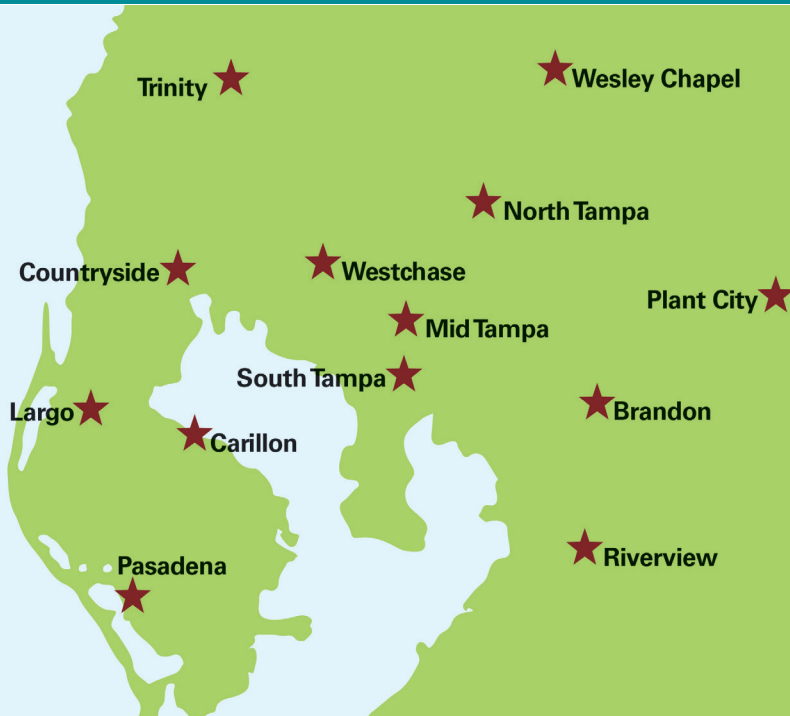 Trinity
Wesley Chapel
North Tampa
Countryside
Westchase
Plant City
Mid Tampa
South Tampa
Largo
Brandon
Carillon
Riverview
Pasadena